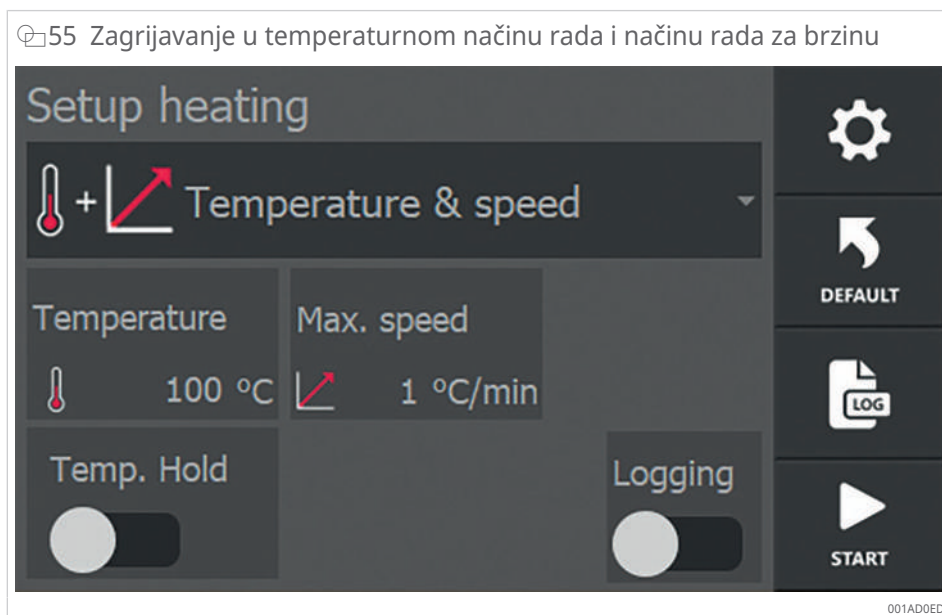 55 Zagrijavanje u temperaturnom načinu rada i načinu rada za brzinu
Setup heating
+ Temperature & speed
Temperature
100 °C
Max. speed
1 °C/min
Temp. Hold
Logging
DEFAULT
LOG
START
001AD0ED